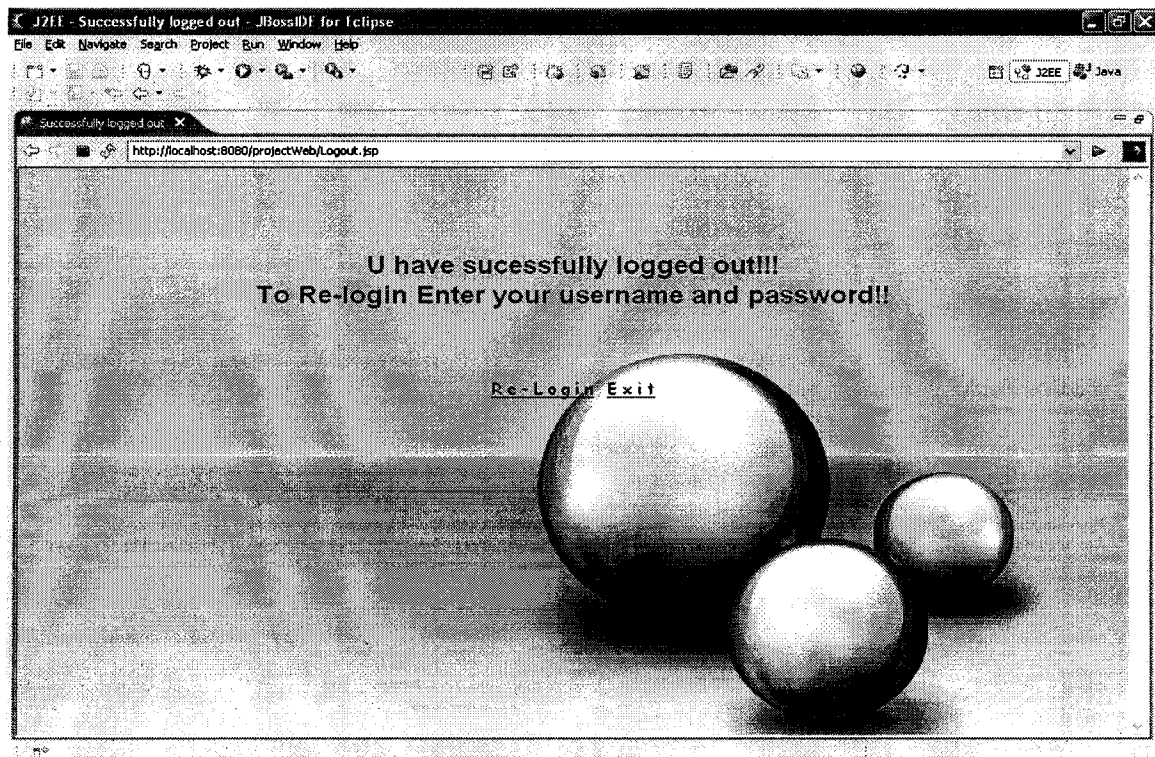 J2EE - Successfully logged out - JBossIDE for Eclipse
File Edit Navigate Search Project Run Window Help
J2EE Java
Successfully logged out
http://localhost:8080/projectWeb/Logout.jsp
U have sucessfully logged out!!!
To Re-login Enter your username and password!!
Re-Login Exit